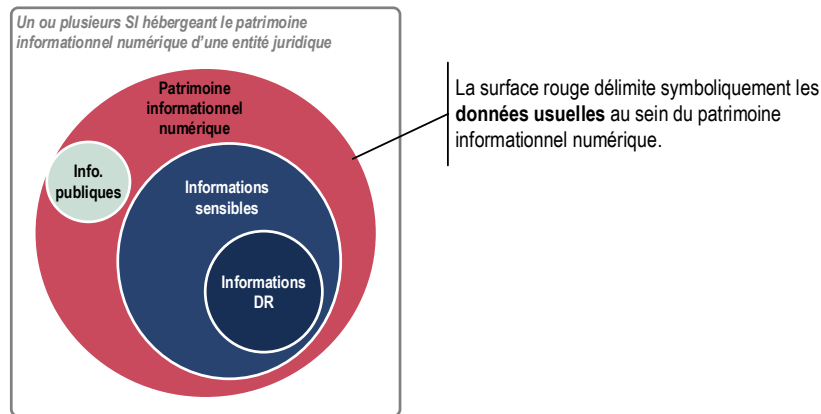 Un ou plusieurs SI hébergeant le patrimoine
informationnel numérique d'une entité juridique
Patrimoine
informationnel
numérique
Info.
publiques
Informations
sensibles
Informations
DR
La surface rouge délimite symboliquement les
données usuelles au sein du patrimoine
informationnel numérique.